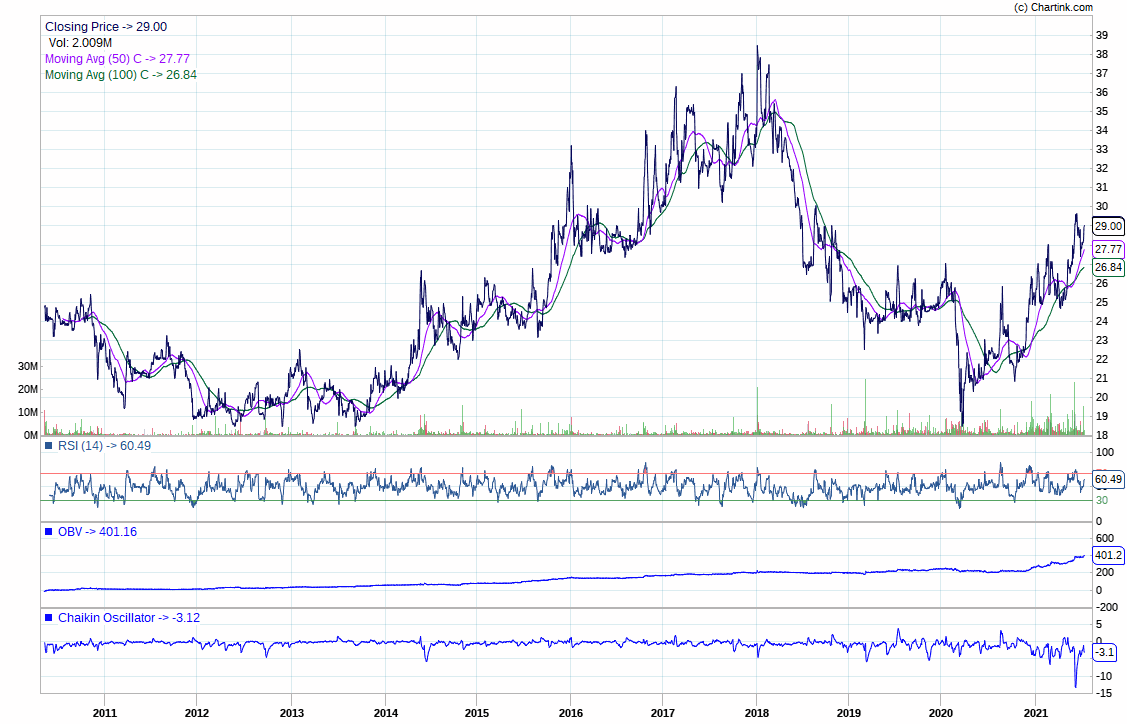 (c) Chartink.com
Closing Price -> 29.00
Vol: 2.009M
Moving Avg (50) C -> 27.77
Moving Avg (100) C -> 26.84
39
38
37
36
35
34
33
32
31
30
29.00
27.77
26.84
26
25
24
23
22
21
20
19
18
30M
20M
10M
0M
RSI (14) -> 60.49
100
60.49
30
0
OBV -> 401.16
600
401.2
200
0
-200
Chaikin Oscillator -> -3.12
5
0
-3.1
-10
-15
2011 2012 2013 2014 2015 2016 2017 2018 2019 2020 2021